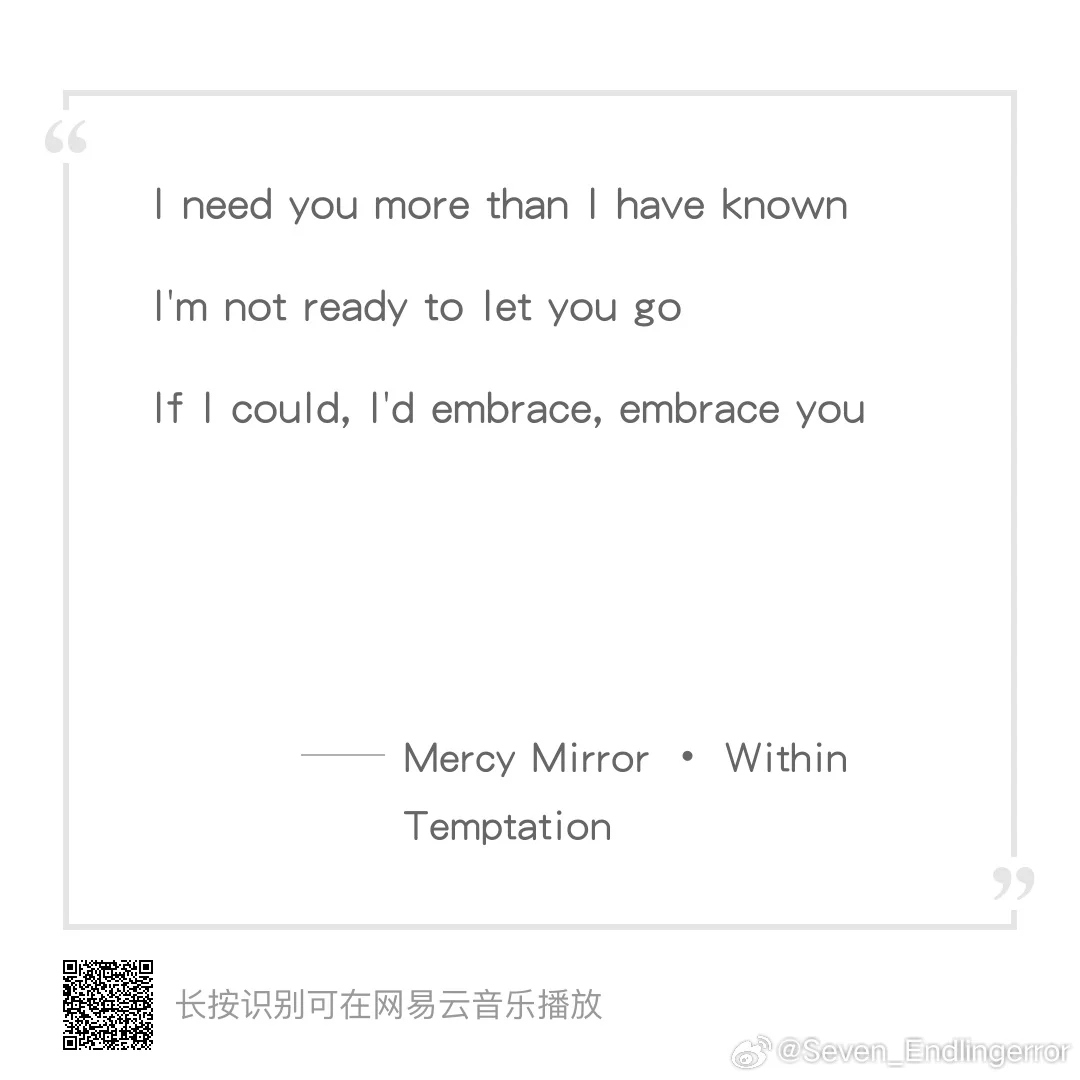 “
I need you more than I have known
I'm not ready to let you go
If I could, I'd embrace, embrace you
—— Mercy Mirror • Within
Temptation
”
长按识别可在网易云音乐播放
@Seven_Endlingerror